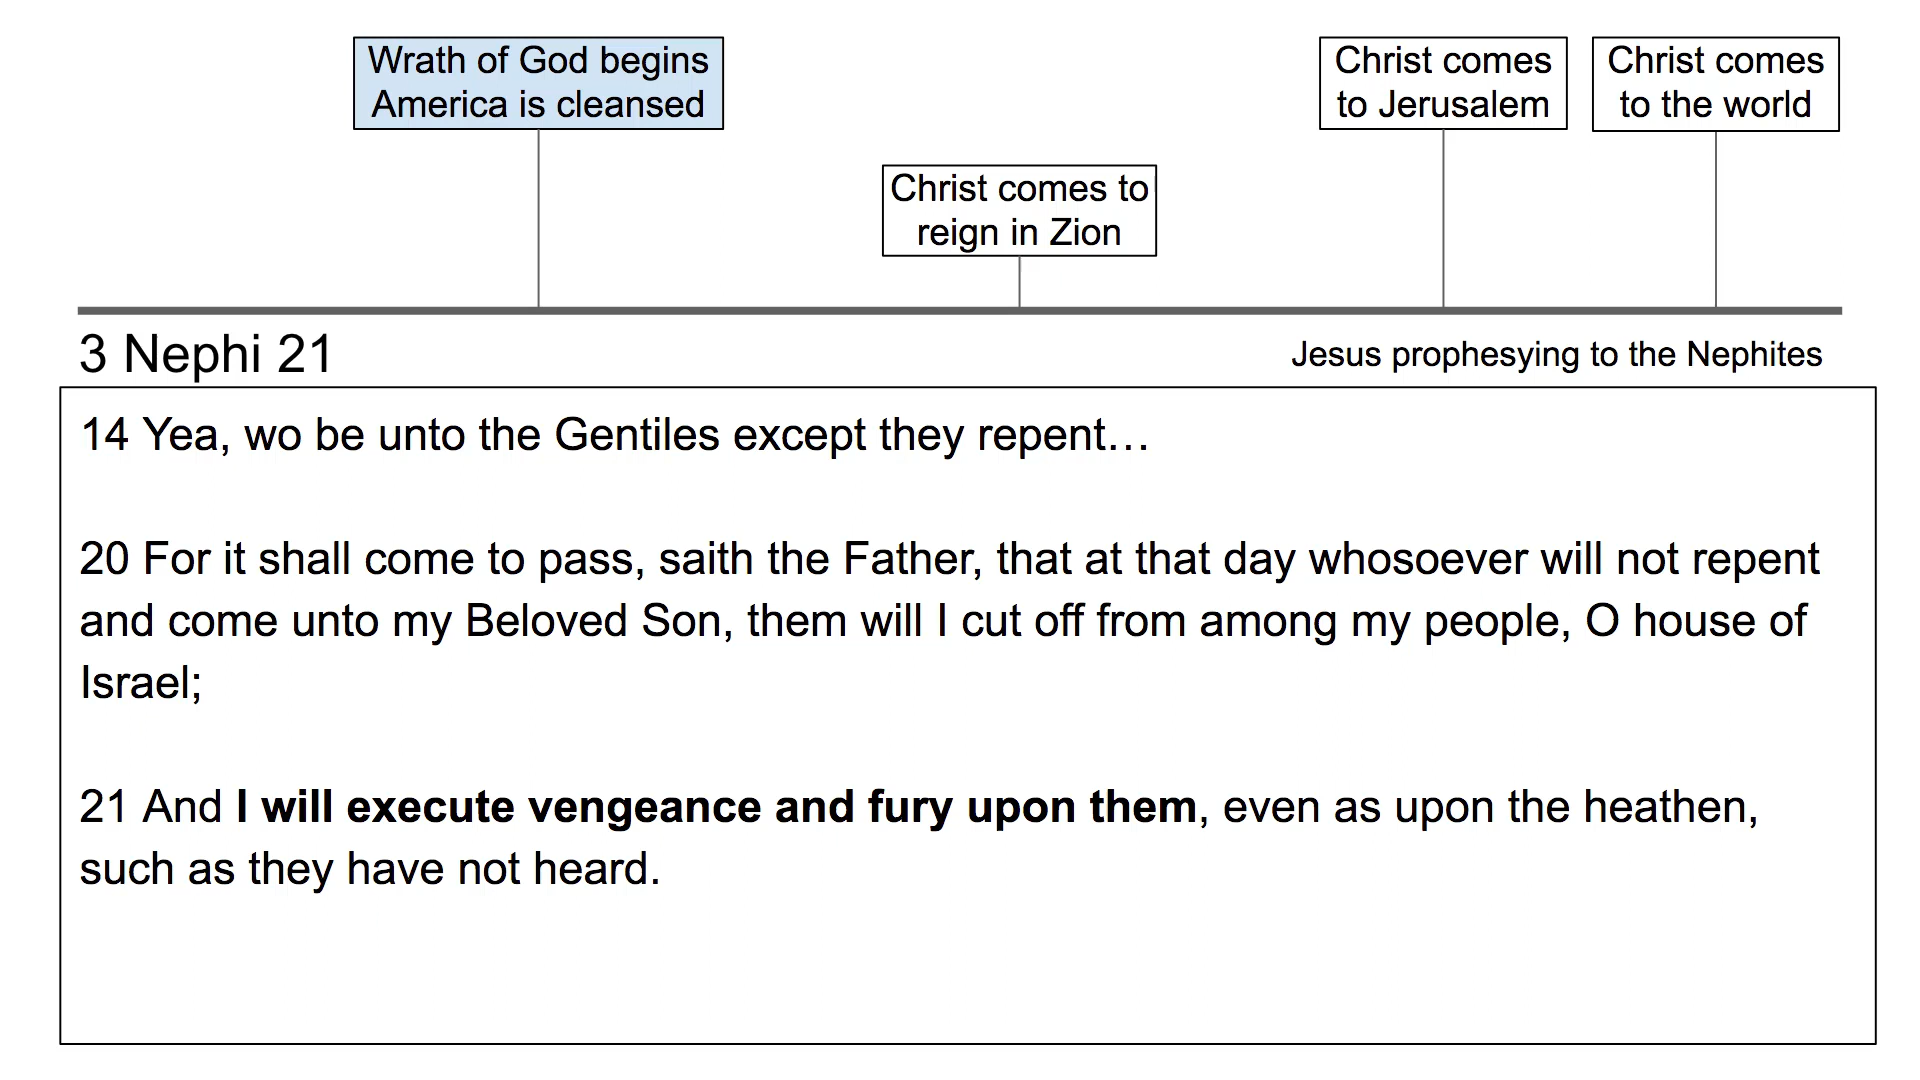 Wrath of God begins
America is cleansed
Christ comes
to Jerusalem
Christ comes
to the world
Christ comes to
reign in Zion
3 Nephi 21
Jesus prophesying to the Nephites
14 Yea, wo be unto the Gentiles except they repent…
20 For it shall come to pass, saith the Father, that at that day whosoever will not repent
and come unto my Beloved Son, them will I cut off from among my people, O house of
Israel;
21 And I will execute vengeance and fury upon them, even as upon the heathen,
such as they have not heard.